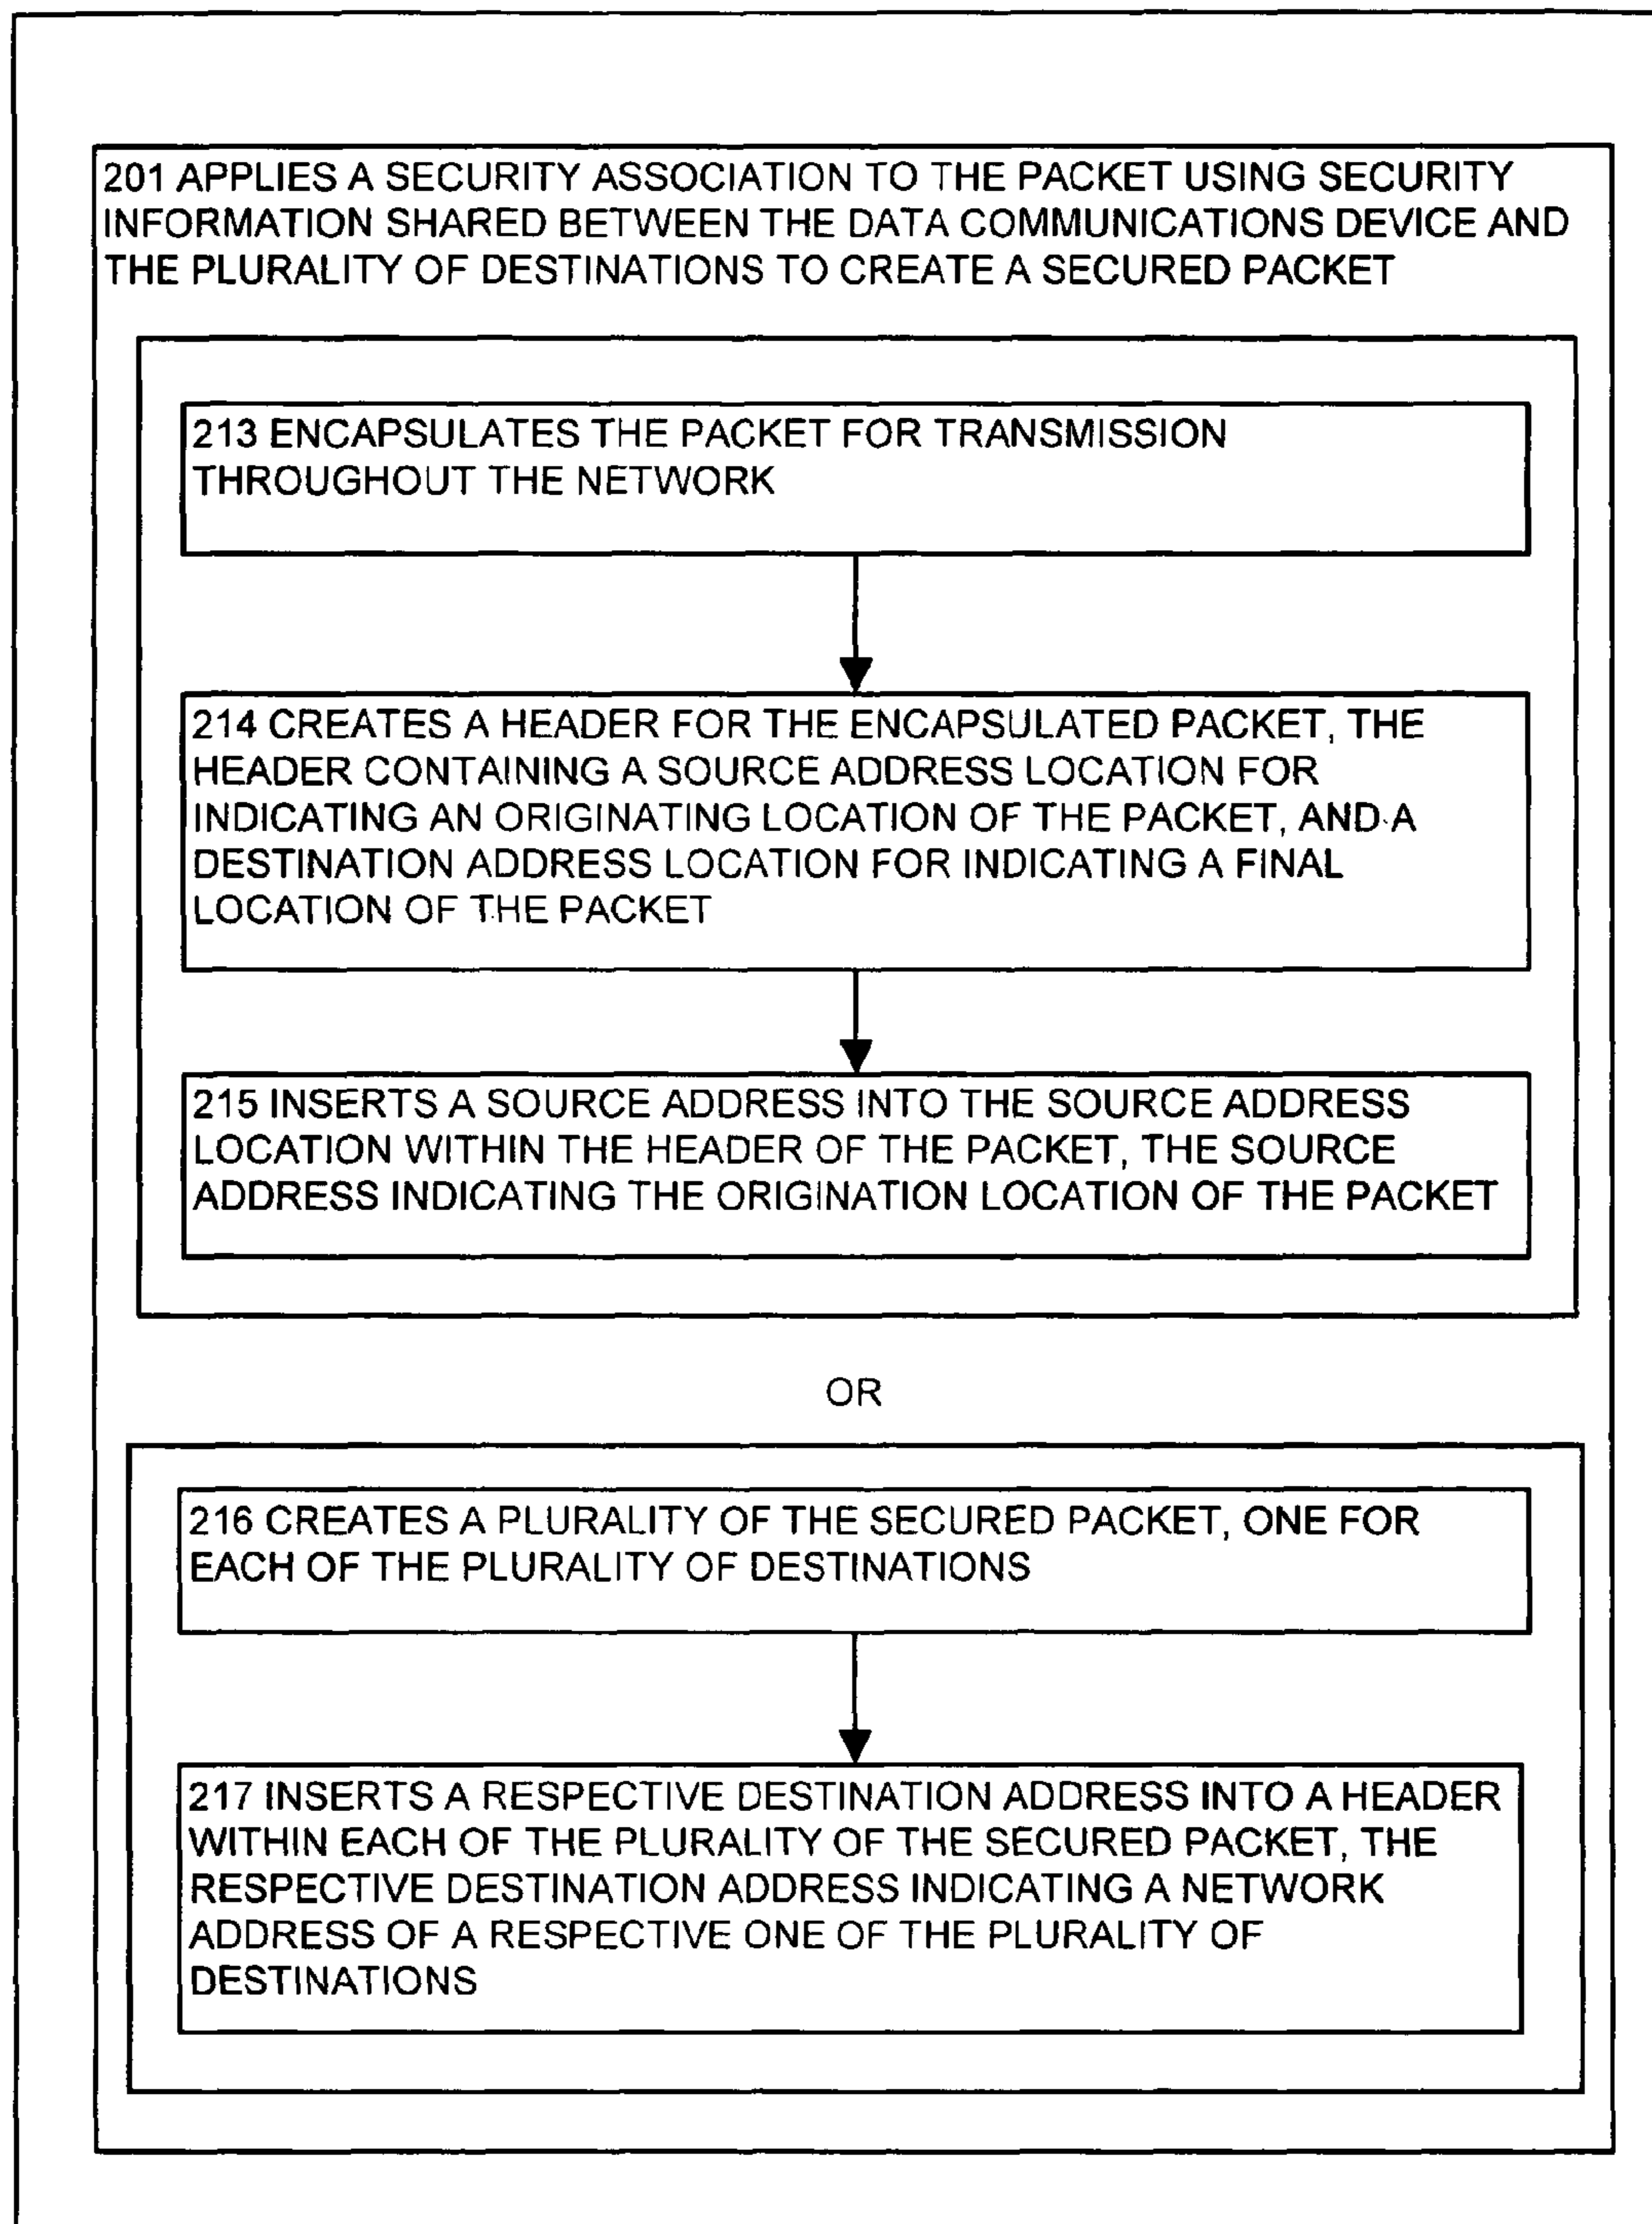 201 APPLIES A SECURITY ASSOCIATION TO THE PACKET USING SECURITY
INFORMATION SHARED BETWEEN THE DATA COMMUNICATIONS DEVICE AND
THE PLURALITY OF DESTINATIONS TO CREATE A SECURED PACKET
213 ENCAPSULATES THE PACKET FOR TRANSMISSION
THROUGHOUT THE NETWORK
214 CREATES A HEADER FOR THE ENCAPSULATED PACKET, THE
HEADER CONTAINING A SOURCE ADDRESS LOCATION FOR
INDICATING AN ORIGINATING LOCATION OF THE PACKET, AND A
DESTINATION ADDRESS LOCATION FOR INDICATING A FINAL
LOCATION OF THE PACKET
215 INSERTS A SOURCE ADDRESS INTO THE SOURCE ADDRESS
LOCATION WITHIN THE HEADER OF THE PACKET, THE SOURCE
ADDRESS INDICATING THE ORIGINATION LOCATION OF THE PACKET
OR
216 CREATES A PLURALITY OF THE SECURED PACKET, ONE FOR
EACH OF THE PLURALITY OF DESTINATIONS
217 INSERTS A RESPECTIVE DESTINATION ADDRESS INTO A HEADER
WITHIN EACH OF THE PLURALITY OF THE SECURED PACKET, THE
RESPECTIVE DESTINATION ADDRESS INDICATING A NETWORK
ADDRESS OF A RESPECTIVE ONE OF THE PLURALITY OF
DESTINATIONS